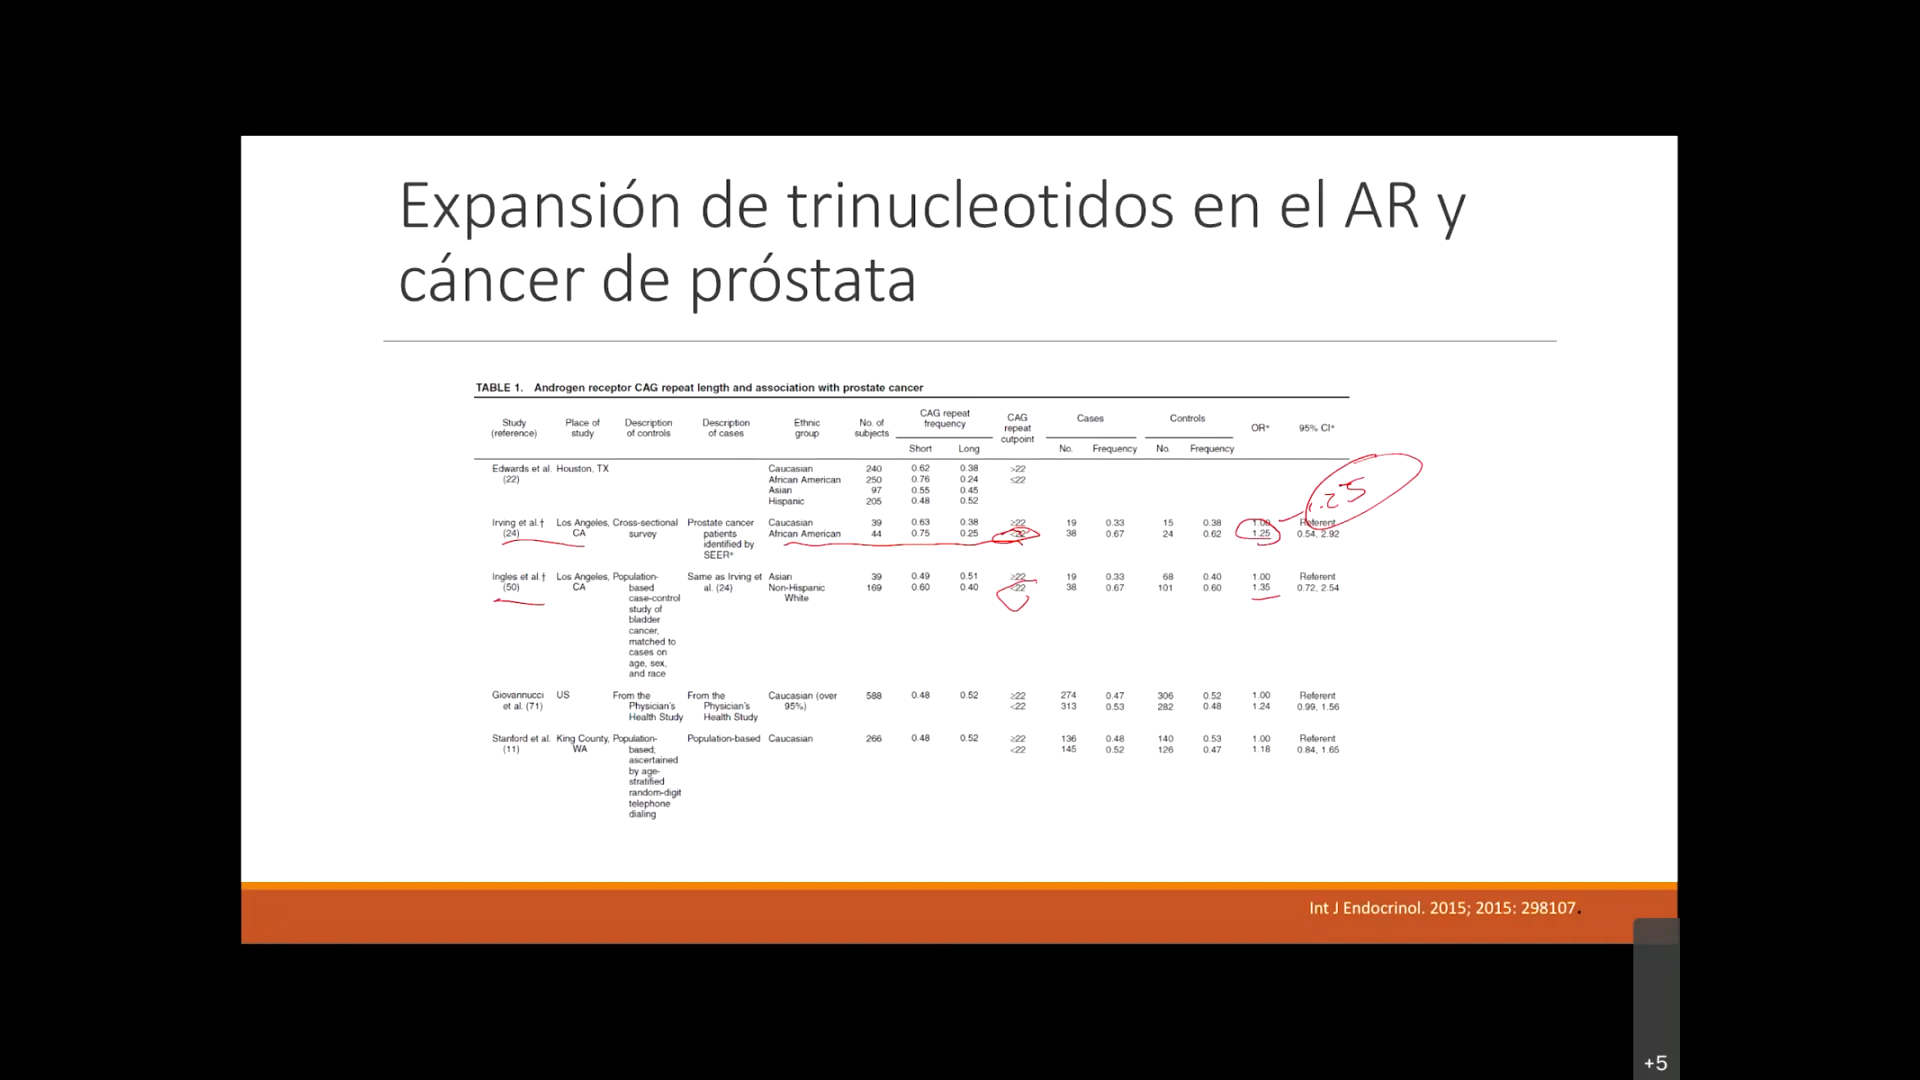 Expansión de trinucleotidos en el AR y
cáncer de próstata
TABLE 1. Androgen receptor CAG repeat length and association with prostate cancer
Study (reference) Place of study Description of controls Description of cases Ethnic group No. of subjects CAG repeat frequency CAG repeat cutpoint Cases Controls OR* 95% CI*
Short Long No. Frequency No. Frequency
Edwards et al. Houston, TX Caucasian 240 0.62 0.38 >22
(22) African American 250 0.76 0.24 ≤22
Asian 97 0.55 0.45
Hispanic 205 0.48 0.52
1.25
Irving et al.† Los Angeles, Cross-sectional Prostate cancer Caucasian 39 0.63 0.38 ≥22 19 0.33 15 0.38 1.00 Referent
(24) CA survey patients African American 44 0.75 0.25 <22 38 0.67 24 0.62 1.25 0.54, 2.92
identified by
SEER*
Ingles et al.† Los Angeles, Population- Same as Irving et Asian 39 0.49 0.51 ≥22 19 0.33 68 0.40 1.00 Referent
(50) CA based al. (24) Non-Hispanic 169 0.60 0.40 <22 38 0.67 101 0.60 1.35 0.72, 2.54
case-control White
study of
bladder
cancer,
matched to
cases on
age, sex,
and race
Giovannucci US From the From the Caucasian (over 588 0.48 0.52 ≥22 274 0.47 306 0.52 1.00 Referent
et al. (71) Physician's Physician's 95%) <22 313 0.53 282 0.48 1.24 0.99, 1.56
Health Study Health Study
Stanford et al. King County, Population- Population-based Caucasian 266 0.48 0.52 ≥22 136 0.48 140 0.53 1.00 Referent
(11) WA based; <22 145 0.52 126 0.47 1.18 0.84, 1.65
ascertained
by age-
stratified
random-digit
telephone
dialing
Int J Endocrinol. 2015; 2015: 298107.
+5